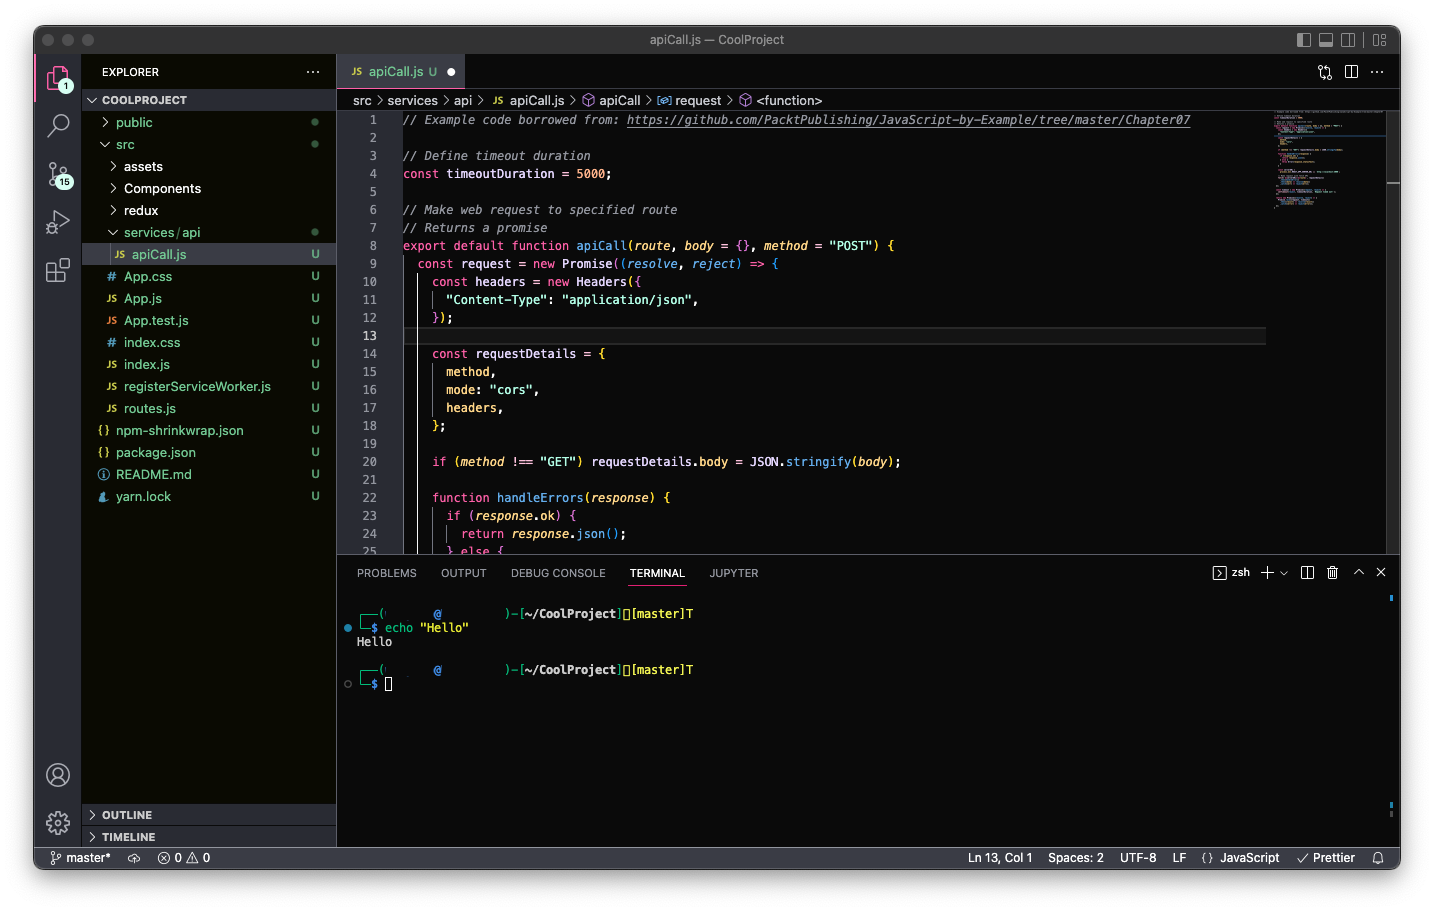 apiCall.js — CoolProject
EXPLORER
COOLPROJECT
public
src
assets
Components
redux
services/api
JS apiCall.js U
# App.css U
JS App.js U
JS App.test.js U
# index.css U
JS index.js U
JS registerServiceWorker.js U
JS routes.js U
{} npm-shrinkwrap.json U
{} package.json U
README.md U
yarn.lock U
OUTLINE
TIMELINE
1
15
JS apiCall.js U
src > services > api > JS apiCall.js > apiCall > request > <function>
1 // Example code borrowed from: https://github.com/PacktPublishing/JavaScript-by-Example/tree/master/Chapter07
2
3 // Define timeout duration
4 const timeoutDuration = 5000;
5
6 // Make web request to specified route
7 // Returns a promise
8 export default function apiCall(route, body = {}, method = "POST") {
9 const request = new Promise((resolve, reject) => {
10 const headers = new Headers({
11 "Content-Type": "application/json",
12 });
13
14 const requestDetails = {
15 method,
16 mode: "cors",
17 headers,
18 };
19
20 if (method !== "GET") requestDetails.body = JSON.stringify(body);
21
22 function handleErrors(response) {
23 if (response.ok) {
24 return response.json();
25 } else {
PROBLEMS OUTPUT DEBUG CONSOLE TERMINAL JUPYTER
zsh
( @ )-[~/CoolProject][master]T
$ echo "Hello"
Hello
( @ )-[~/CoolProject][master]T
$
master* 0 0
Ln 13, Col 1 Spaces: 2 UTF-8 LF {} JavaScript Prettier